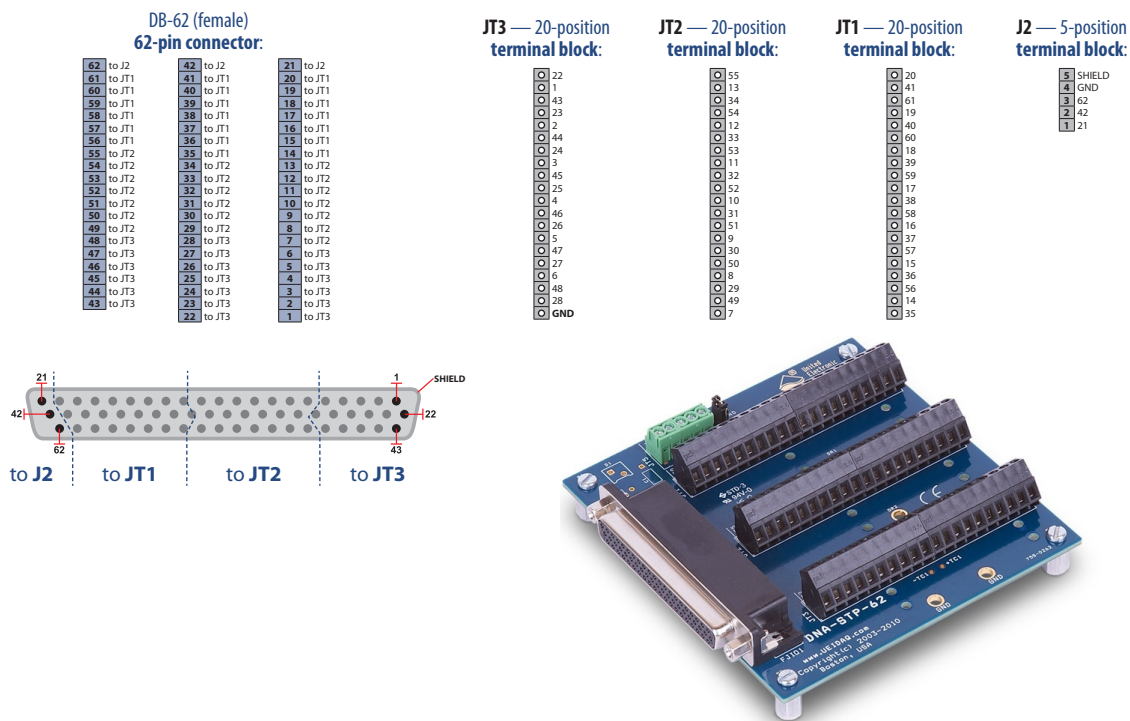 DB-62 (female)
62-pin connector:
62 to J2 42 to J2 21 to J2
61 to JT1 41 to JT1 20 to JT1
60 to JT1 40 to JT1 19 to JT1
59 to JT1 39 to JT1 18 to JT1
58 to JT1 38 to JT1 17 to JT1
57 to JT1 37 to JT1 16 to JT1
56 to JT1 36 to JT1 15 to JT1
55 to JT2 35 to JT1 14 to JT1
54 to JT2 34 to JT2 13 to JT2
53 to JT2 33 to JT2 12 to JT2
52 to JT2 32 to JT2 11 to JT2
51 to JT2 31 to JT2 10 to JT2
50 to JT2 30 to JT2 9 to JT2
49 to JT2 29 to JT2 8 to JT2
48 to JT3 28 to JT3 7 to JT2
47 to JT3 27 to JT3 6 to JT3
46 to JT3 26 to JT3 5 to JT3
45 to JT3 25 to JT3 4 to JT3
44 to JT3 24 to JT3 3 to JT3
43 to JT3 23 to JT3 2 to JT3
22 to JT3 1 to JT3
JT3 — 20-position
terminal block:
22
1
43
23
2
44
24
3
45
25
4
46
26
5
47
27
6
48
28
GND
JT2 — 20-position
terminal block:
55
13
34
54
12
33
53
11
32
52
10
31
51
9
30
50
8
29
49
7
JT1 — 20-position
terminal block:
20
41
61
19
40
60
18
39
59
17
38
58
16
37
57
15
36
56
14
35
J2 — 5-position
terminal block:
5 SHIELD
4 GND
3 62
2 42
1 21
21
1
SHIELD
42
22
62
43
to J2
to JT1
to JT2
to JT3
United
Electronic
STD-3
94V-0
DNA-STP-62
www.UEIDAQ.com
Copyright(c) 2003-2010
Boston, USA
FJIO1
-TC1 +TC1
GND
GND